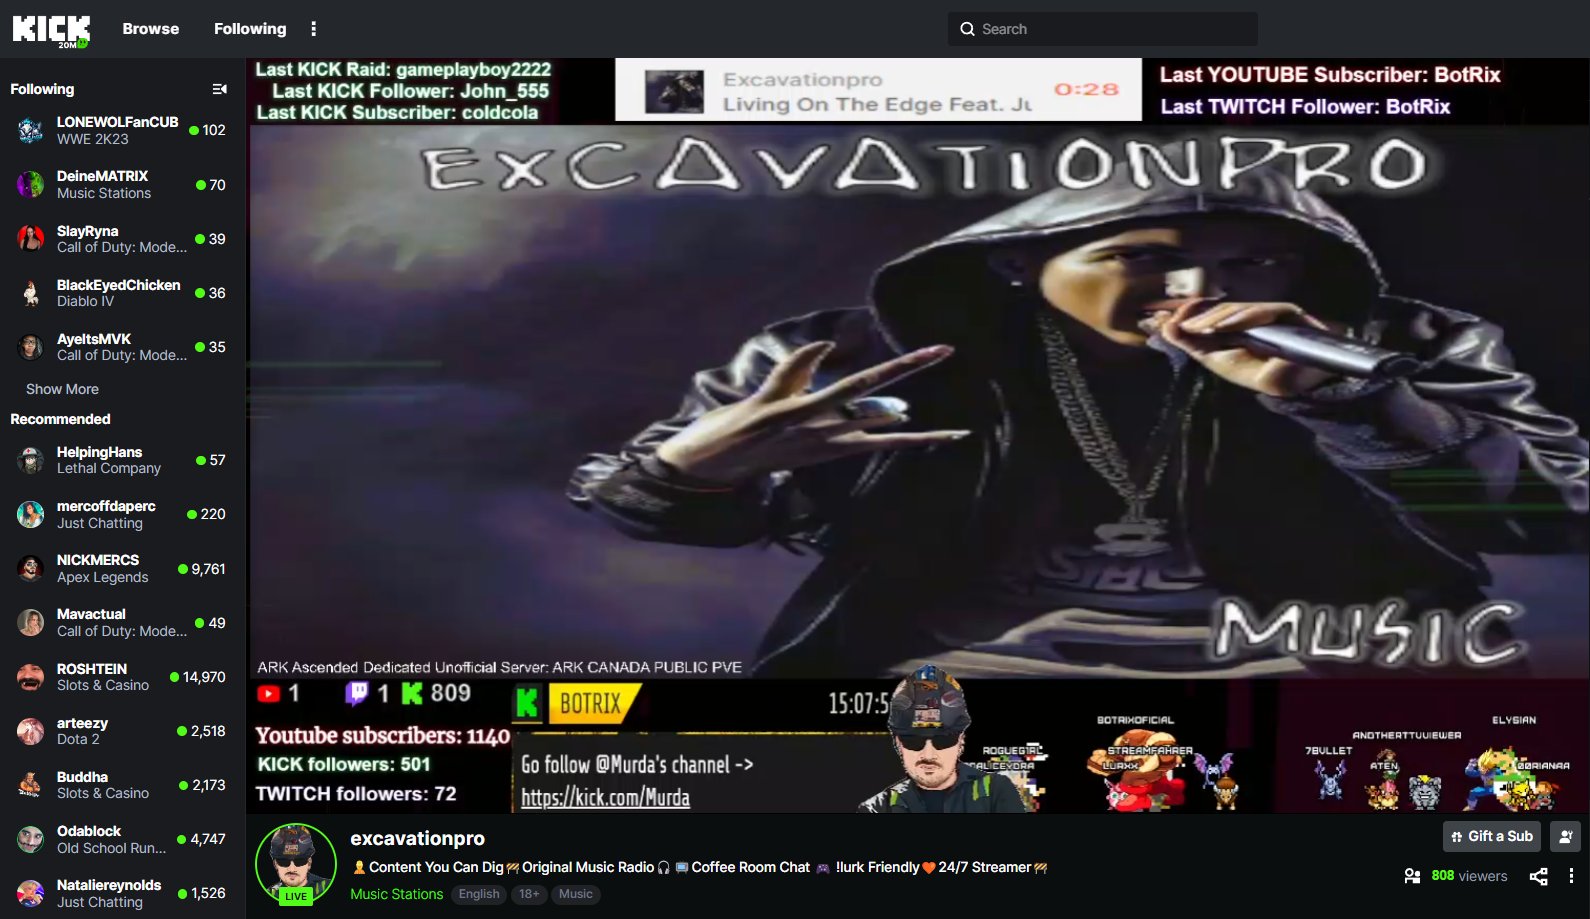 KICK
20M
Browse
Following
Search
Following
LONEWOLFanCUB
WWE 2K23
102
DeineMATRIX
Music Stations
70
SlayRyna
Call of Duty: Mode...
39
BlackEyedChicken
Diablo IV
36
AyeItsMVK
Call of Duty: Mode...
35
Show More
Recommended
HelpingHans
Lethal Company
57
mercoffdaperc
Just Chatting
220
NICKMERCS
Apex Legends
9,761
Mavactual
Call of Duty: Mode...
49
ROSHTEIN
Slots & Casino
14,970
arteezy
Dota 2
2,518
Buddha
Slots & Casino
2,173
Odablock
Old School Run...
4,747
Nataliereynolds
Just Chatting
1,526
Last KICK Raid: gameplayboy2222
Last KICK Follower: John_555
Last KICK Subscriber: coldcola
Excavationpro
Living On The Edge Feat. Ju
0:28
Last YOUTUBE Subscriber: BotRix
Last TWITCH Follower: BotRix
EXCAVATIONPRO
MUSIC
ARK Ascended Dedicated Unofficial Server: ARK CANADA PUBLIC PVE
1 1 K 809
Youtube subscribers: 1140
KICK followers: 501
TWITCH followers: 72
K BOTRIX
15:07:5
Go follow @Murda's channel ->
https://kick.com/Murda
ROGUEG1RL
BOTRIXOFICIAL
STREAMFAHRER
LURXX
7BULLET
ANOTHERTTVVIEWER
ATEN
ELYSIAN
00RIANAA
LIVE
excavationpro
👷Content You Can Dig🚧Original Music Radio🎧 📺Coffee Room Chat 🎮 !lurk Friendly🧡24/7 Streamer🚧
Music Stations English 18+ Music
Gift a Sub
808 viewers